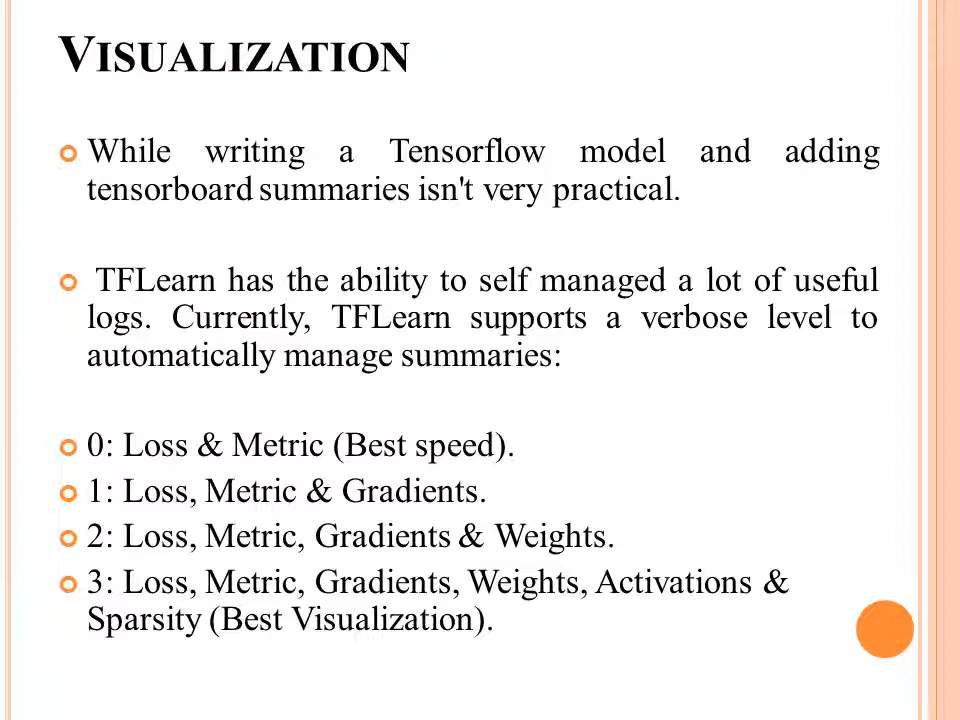 VISUALIZATION
While writing a Tensorflow model and adding
tensorboard summaries isn't very practical.
TFLearn has the ability to self managed a lot of useful
logs. Currently, TFLearn supports a verbose level to
automatically manage summaries:
0: Loss & Metric (Best speed).
1: Loss, Metric & Gradients.
2: Loss, Metric, Gradients & Weights.
3: Loss, Metric, Gradients, Weights, Activations &
Sparsity (Best Visualization).